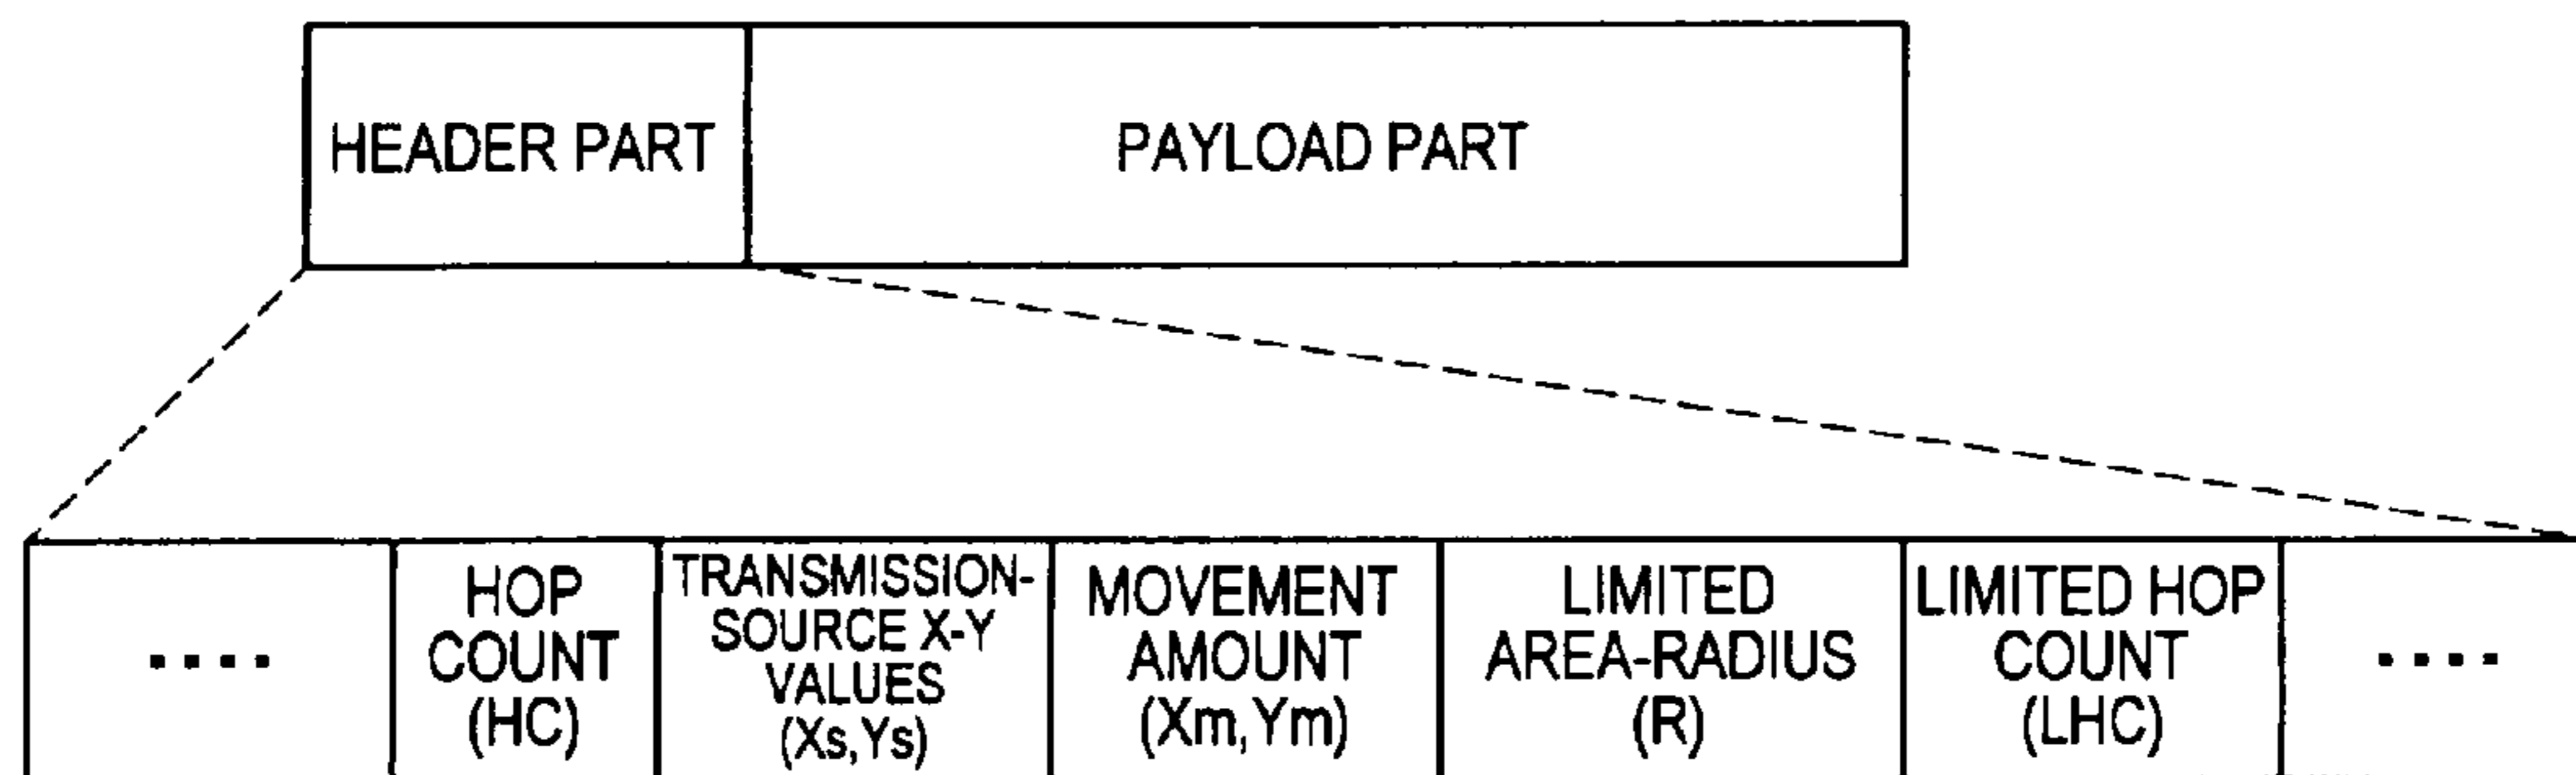 HEADER PART
PAYLOAD PART
....
HOP
COUNT
(HC)
TRANSMISSION-
SOURCE X-Y
VALUES
(Xs,Ys)
MOVEMENT
AMOUNT
(Xm,Ym)
LIMITED
AREA-RADIUS
(R)
LIMITED HOP
COUNT
(LHC)
....